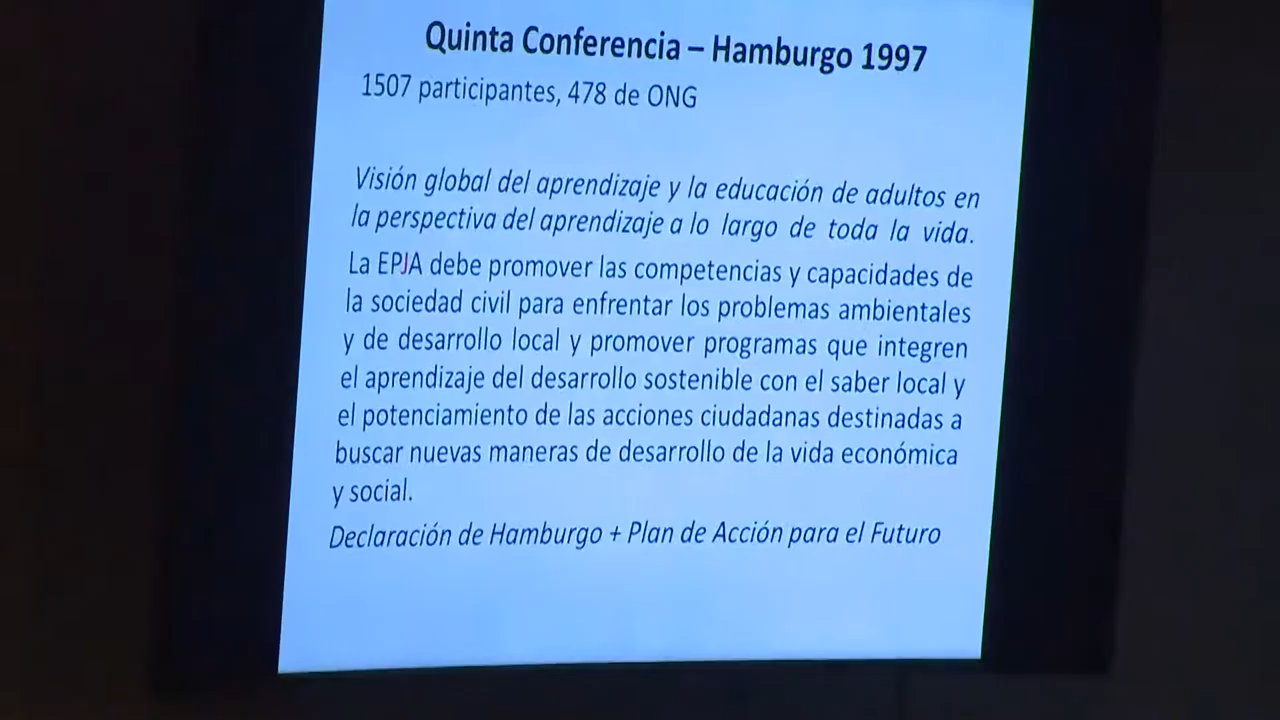 Quinta Conferencia – Hamburgo 1997
1507 participantes, 478 de ONG
Visión global del aprendizaje y la educación de adultos en
la perspectiva del aprendizaje a lo largo de toda la vida.
La EPJA debe promover las competencias y capacidades de
la sociedad civil para enfrentar los problemas ambientales
y de desarrollo local y promover programas que integren
el aprendizaje del desarrollo sostenible con el saber local y
el potenciamiento de las acciones ciudadanas destinadas a
buscar nuevas maneras de desarrollo de la vida económica
y social.
Declaración de Hamburgo + Plan de Acción para el Futuro